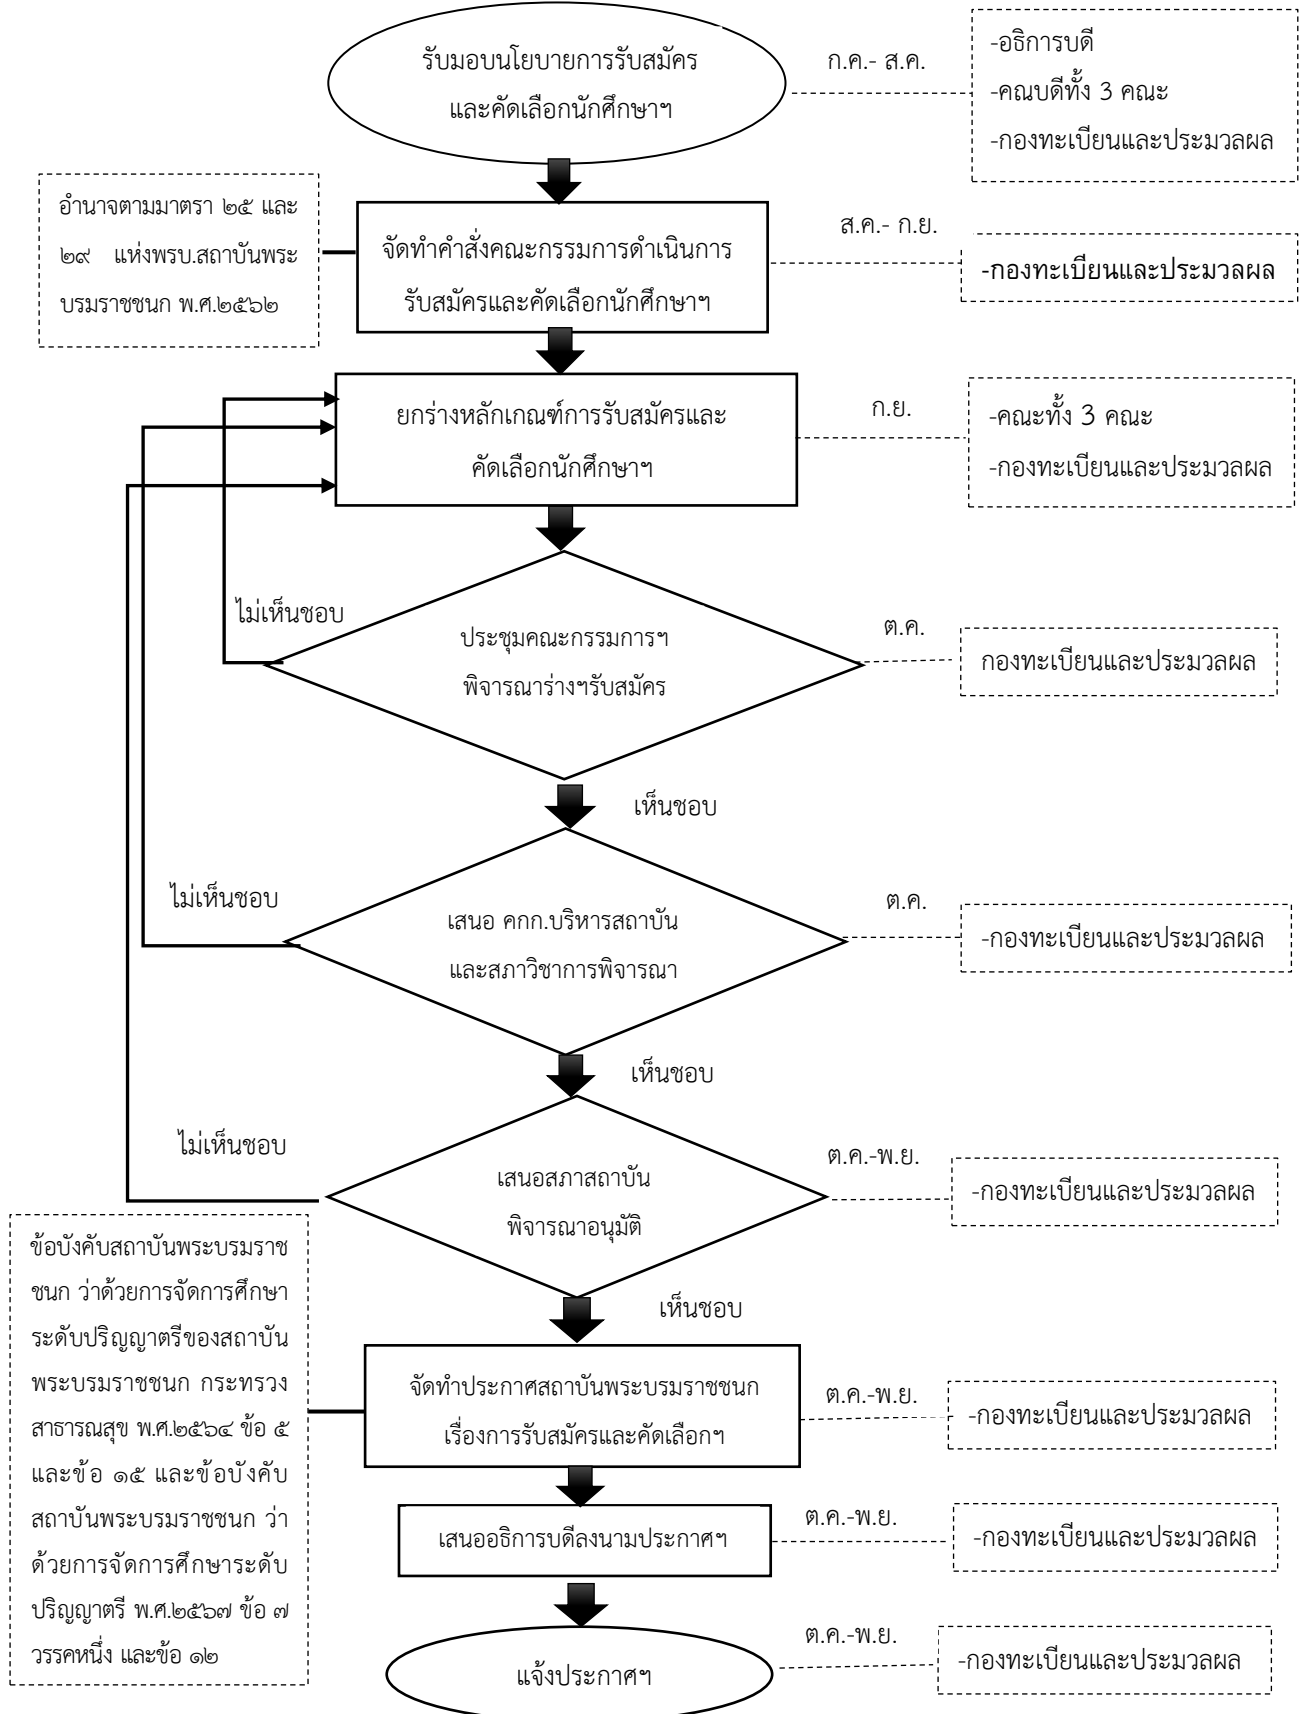 รับมอบนโยบายการรับสมัคร
และคัดเลือกนักศึกษาฯ
ก.ค.- ส.ค.
-อธิการบดี
-คณบดีทั้ง 3 คณะ
-กองทะเบียนและประมวลผล
อำนาจตามมาตรา ๒๕ และ
๒๙ แห่งพรบ.สถาบันพระ
บรมราชชนก พ.ศ.๒๕๖๒
จัดทำคำสั่งคณะกรรมการดำเนินการ
รับสมัครและคัดเลือกนักศึกษาฯ
ส.ค.- ก.ย.
-กองทะเบียนและประมวลผล
ยกร่างหลักเกณฑ์การรับสมัครและ
คัดเลือกนักศึกษาฯ
ก.ย.
-คณะทั้ง 3 คณะ
-กองทะเบียนและประมวลผล
ไม่เห็นชอบ
ประชุมคณะกรรมการฯ
พิจารณาร่างฯรับสมัคร
ต.ค.
กองทะเบียนและประมวลผล
เห็นชอบ
ไม่เห็นชอบ
เสนอ คกก.บริหารสถาบัน
และสภาวิชาการพิจารณา
ต.ค.
-กองทะเบียนและประมวลผล
เห็นชอบ
ไม่เห็นชอบ
เสนอสภาสถาบัน
พิจารณาอนุมัติ
ต.ค.-พ.ย.
-กองทะเบียนและประมวลผล
เห็นชอบ
ข้อบังคับสถาบันพระบรมราช
ชนก ว่าด้วยการจัดการศึกษา
ระดับปริญญาตรีของสถาบัน
พระบรมราชชนก กระทรวง
สาธารณสุข พ.ศ.๒๕๖๔ ข้อ ๕
และข้อ ๑๕ และข้อบังคับ
สถาบันพระบรมราชชนก ว่า
ด้วยการจัดการศึกษาระดับ
ปริญญาตรี พ.ศ.๒๕๖๗ ข้อ ๗
วรรคหนึ่ง และข้อ ๑๒
จัดทำประกาศสถาบันพระบรมราชชนก
เรื่องการรับสมัครและคัดเลือกฯ
ต.ค.-พ.ย.
-กองทะเบียนและประมวลผล
เสนออธิการบดีลงนามประกาศฯ
ต.ค.-พ.ย.
-กองทะเบียนและประมวลผล
แจ้งประกาศฯ
ต.ค.-พ.ย.
-กองทะเบียนและประมวลผล